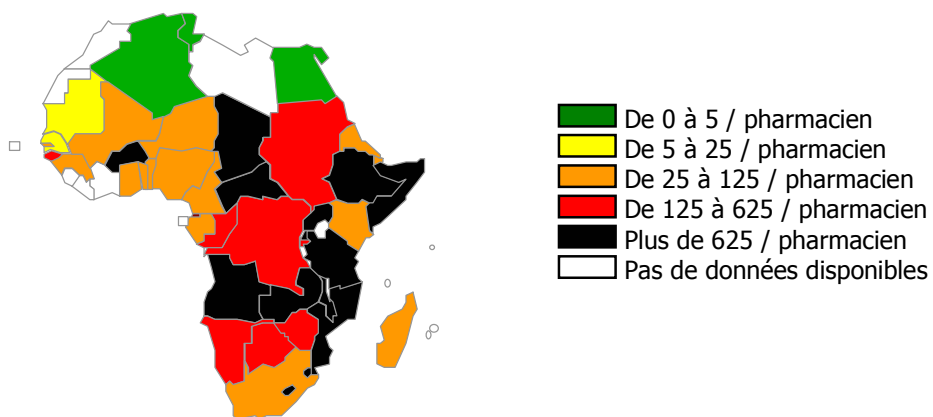 De 0 à 5 / pharmacien
De 5 à 25 / pharmacien
De 25 à 125 / pharmacien
De 125 à 625 / pharmacien
Plus de 625 / pharmacien
Pas de données disponibles